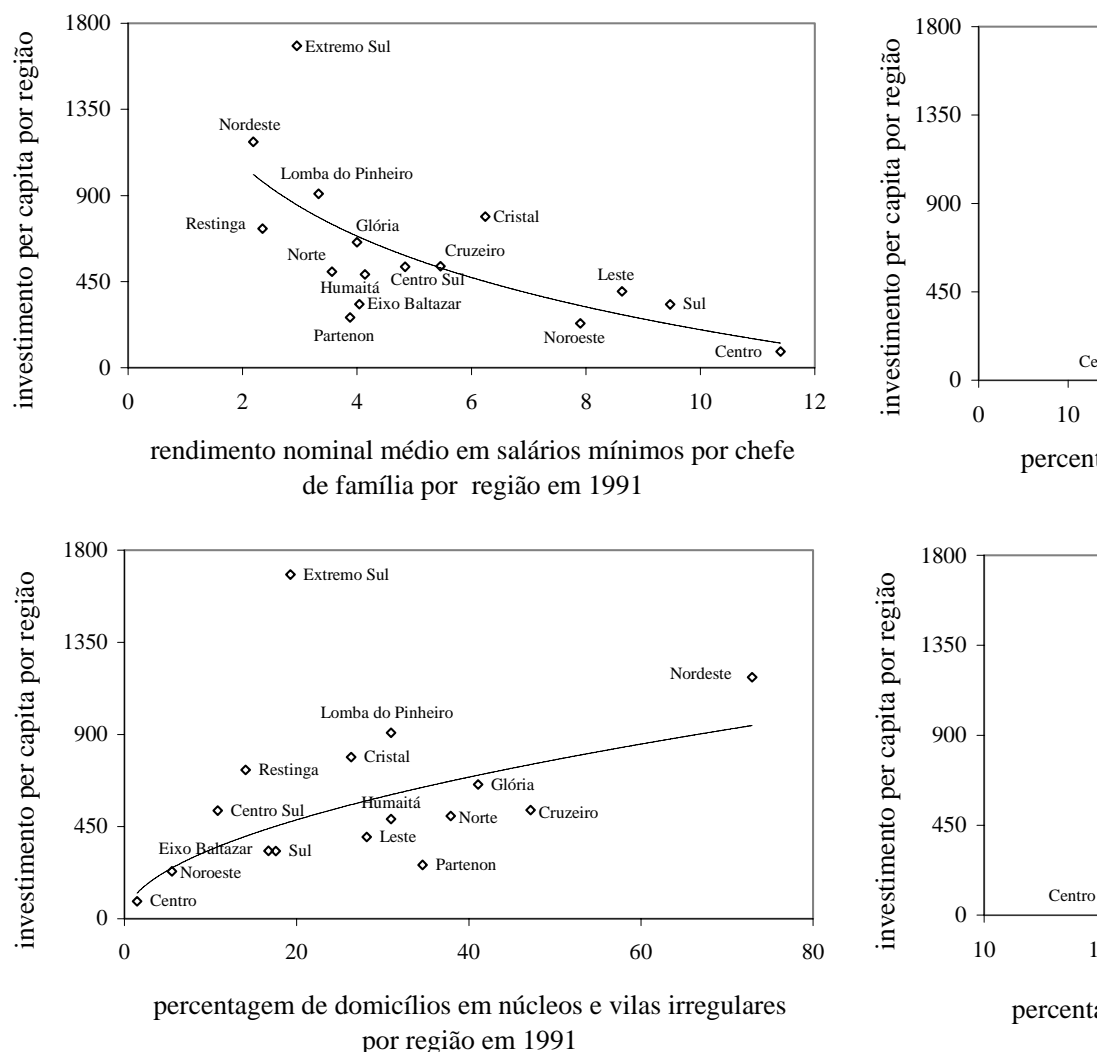 investimento per capita por região
1800
1350
900
450
0
Extremo Sul
Nordeste
Lomba do Pinheiro
Restinga
Glória
Cristal
Norte
Cruzeiro
Humaitá
Centro Sul
Leste
Eixo Baltazar
Sul
Partenon
Noroeste
Centro
0 2 4 6 8 10 12
rendimento nominal médio em salários mínimos por chefe
de família por região em 1991
investimento per capita por região
1800
1350
900
450
0
0 10
investimento per capita por região
1800
1350
900
450
0
Extremo Sul
Nordeste
Lomba do Pinheiro
Restinga
Cristal
Glória
Centro Sul
Humaitá
Norte
Cruzeiro
Eixo Baltazar
Sul
Leste
Noroeste
Partenon
Centro
0 20 40 60 80
percentagem de domicílios em núcleos e vilas irregulares
por região em 1991
investimento per capita por região
1800
1350
900
450
0
Centro
10